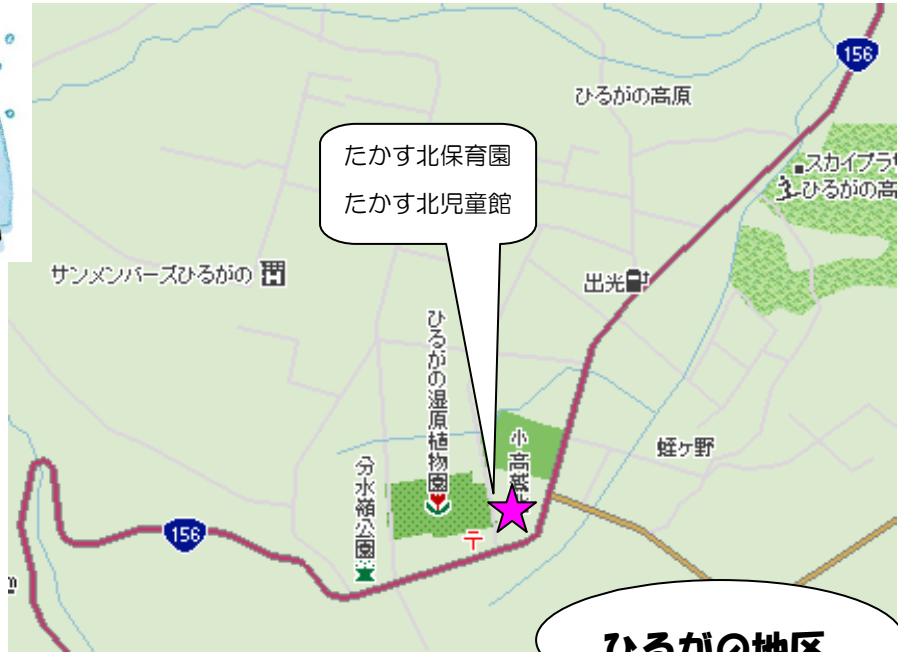 156
ひるがの高原
たかす北保育園
たかす北児童館
スカイプラザ
ひるがの高
サンメンバーズひるがの
出光
ひるがの湿原植物園
小
高鷲北
蛭ヶ野
分水嶺公園
〒
156
ひるがの地区